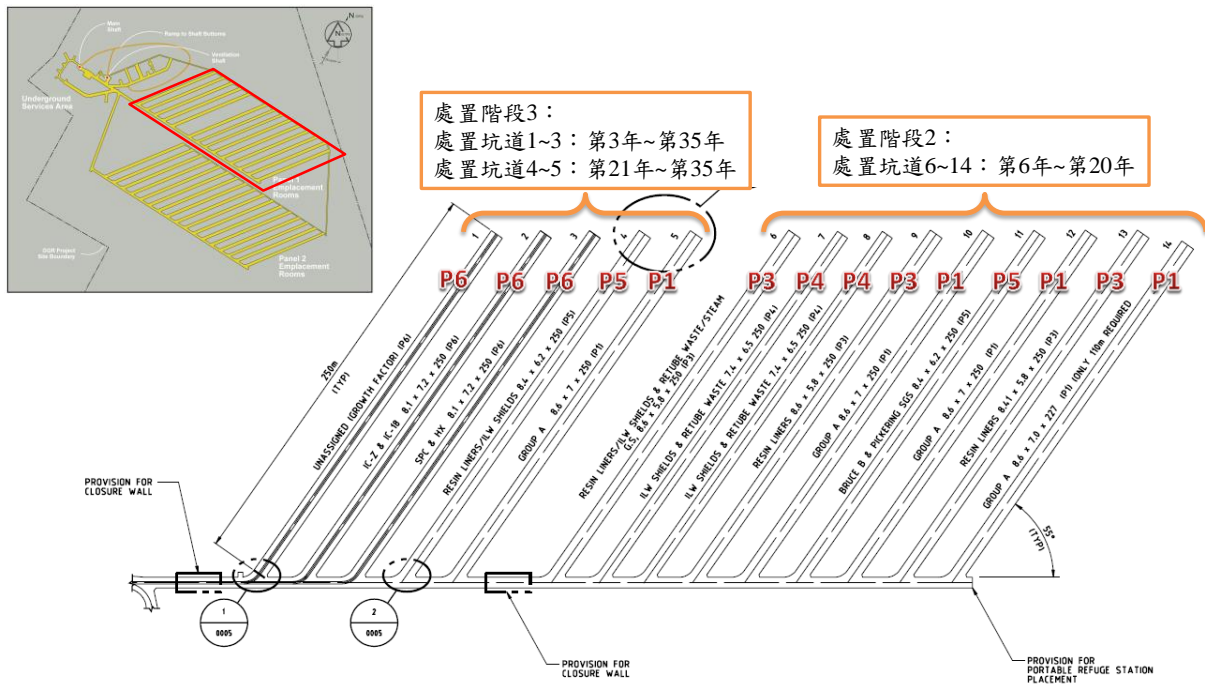 Main
Shaft
Ramp to Shaft Bottoms
Ventilation
Shaft
Underground
Services Area
Panel 1
Emplacement
Rooms
DGR Project
Site Boundary
Panel 2
Emplacement
Rooms
處置階段3：
處置坑道1~3：第3年~第35年
處置坑道4~5：第21年~第35年
處置階段2：
處置坑道6~14：第6年~第20年
1
2
3
4
5
6
7
8
9
10
11
12
13
14
P6
P6
P6
P5
P1
P3
P4
P4
P3
P1
P5
P1
P3
P1
250m
(TYP)
UNASSIGNED (GROWTH FACTOR) (P6)
IC-Z & IC-18 8.1 x 7.2 x 250 (P6)
SPC & HX 8.1 x 7.2 x 250 (P6)
RESIN LINERS/ILW SHIELDS 8.4 x 6.2 x 250 (P5)
GROUP A 8.6 x 7 x 250 (P1)
RESIN LINERS/ILW SHIELDS & RETUBE WASTE/STEAM
G.S, 8.6 x 5.8 x 250 (P3)
ILW SHIELDS & RETUBE WASTE 7.4 x 6.5 250 (P4)
ILW SHIELDS & RETUBE WASTE 7.4 x 6.5 250 (P4)
RESIN LINERS 8.6 x 5.8 x 250 (P3)
GROUP A 8.6 x 7 x 250 (P1)
BRUCE B & PICKERING SGS 8.4 x 6.2 x 250 (P5)
GROUP A 8.6 x 7 x 250 (P1)
RESIN LINERS 8.41 x 5.8 x 250 (P3)
GROUP A 8.6 x 7.0 x 227 (P1) (ONLY 110m REQUIRED
55°
(TYP)
PROVISION FOR
CLOSURE WALL
1
0005
2
0005
PROVISION FOR
CLOSURE WALL
PROVISION FOR
PORTABLE REFUGE STATION
PLACEMENT